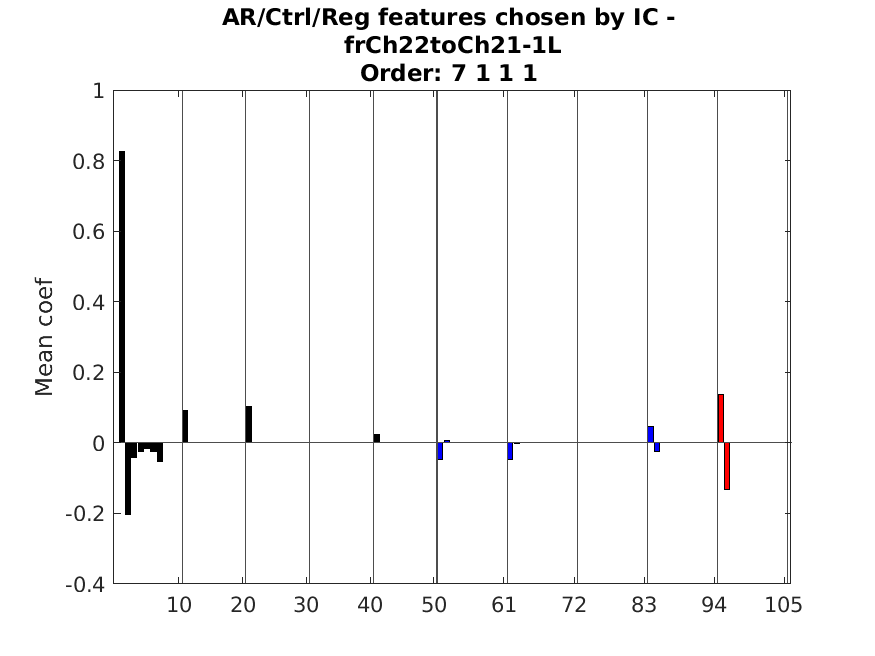 AR/Ctrl/Reg features chosen by IC -
frCh22toCh21-1L
Order: 7 1 1 1
1
0.8
0.6
0.4
0.2
0
-0.2
-0.4
Mean coef
10 20 30 40 50 61 72 83 94 105